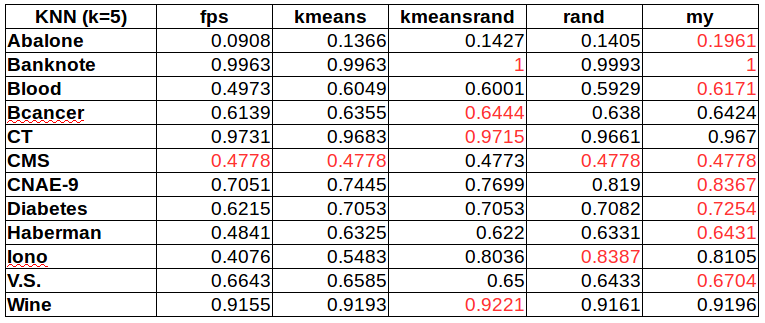 KNN (k=5) fps kmeans kmeansrand rand my
Abalone 0.0908 0.1366 0.1427 0.1405 0.1961
Banknote 0.9963 0.9963 1 0.9993 1
Blood 0.4973 0.6049 0.6001 0.5929 0.6171
Bcancer 0.6139 0.6355 0.6444 0.638 0.6424
CT 0.9731 0.9683 0.9715 0.9661 0.967
CMS 0.4778 0.4778 0.4773 0.4778 0.4778
CNAE-9 0.7051 0.7445 0.7699 0.819 0.8367
Diabetes 0.6215 0.7053 0.7053 0.7082 0.7254
Haberman 0.4841 0.6325 0.622 0.6331 0.6431
Iono 0.4076 0.5483 0.8036 0.8387 0.8105
V.S. 0.6643 0.6585 0.65 0.6433 0.6704
Wine 0.9155 0.9193 0.9221 0.9161 0.9196